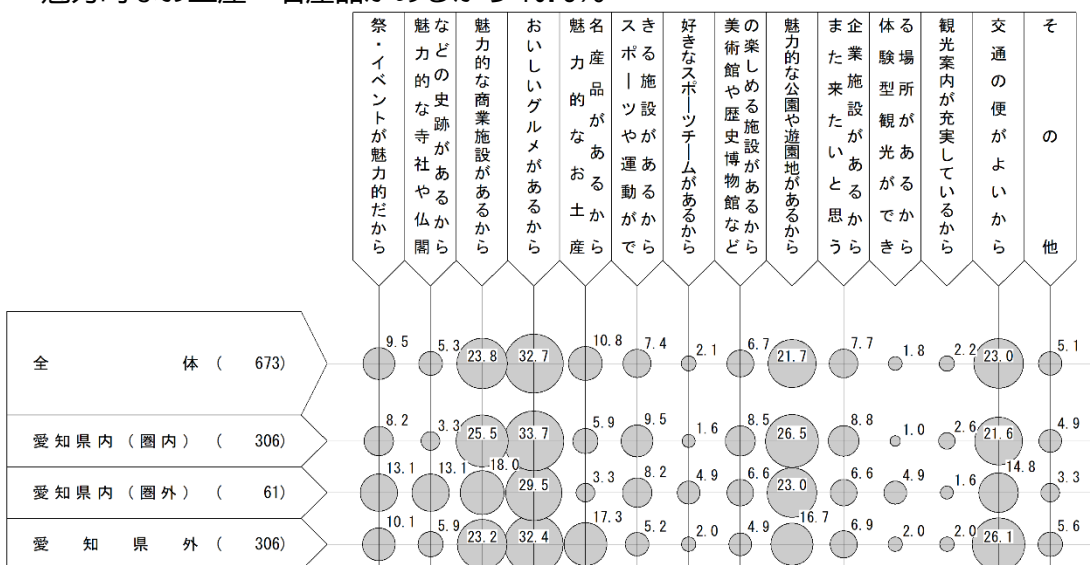 魅力的なお土産・名産品があるから
祭・イベントが魅力的だから
魅力的な寺社や仏閣
などの史跡があるから
魅力的な商業施設があるから
おいしいグルメがあるから
魅力的なお土産
名産品があるから
スポーツや運動がで
きる施設があるから
好きなスポーツチームがあるから
美術館や歴史博物館など
の楽しめる施設があるから
魅力的な公園や遊園地があるから
また来たいと思う
企業施設があるから
体験型観光ができ
る場所があるから
観光案内が充実しているから
交通の便がよいから
その他
全体 ( 673) 9.5 5.3 23.8 32.7 10.8 7.4 2.1 6.7 21.7 7.7 1.8 2.2 23.0 5.1
愛知県内(圏内) ( 306) 8.2 3.3 25.5 33.7 5.9 9.5 1.6 8.5 26.5 8.8 1.0 2.6 21.6 4.9
愛知県内(圏外) ( 61) 13.1 13.1 18.0 29.5 3.3 8.2 4.9 6.6 23.0 6.6 4.9 1.6 14.8 3.3
愛知県外 ( 306) 10.1 5.9 23.2 32.4 17.3 5.2 2.0 4.9 16.7 6.9 2.0 2.0 26.1 5.6